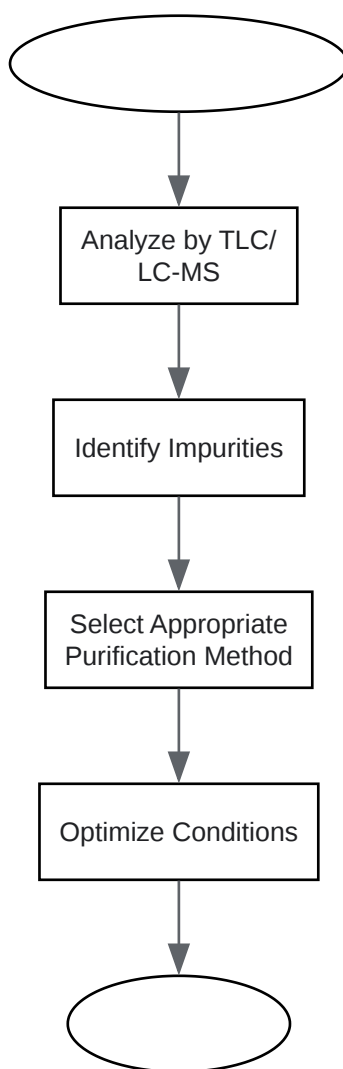 Analyze by TLC/
LC-MS
Identify Impurities
Select Appropriate
Purification Method
Optimize Conditions